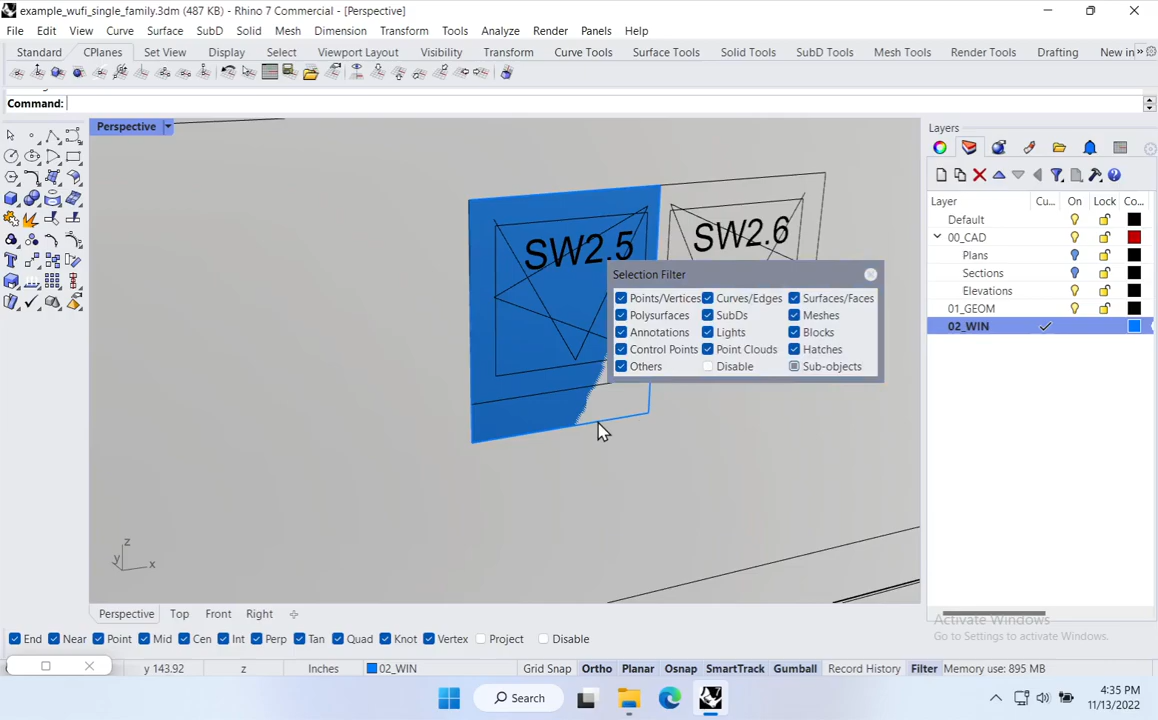 example_wufi_single_family.3dm (487 KB) - Rhino 7 Commercial - [Perspective]
File Edit View Curve Surface SubD Solid Mesh Dimension Transform Tools Analyze Render Panels Help
Standard CPlanes Set View Display Select Viewport Layout Visibility Transform Curve Tools Surface Tools Solid Tools SubD Tools Mesh Tools Render Tools Drafting New in
Command:
Perspective
Layers
Layer Cu... On Lock Co...
Default
00_CAD
Plans
Sections
Elevations
01_GEOM
02_WIN
SW2.5
SW2.6
Selection Filter
Points/Vertices Curves/Edges Surfaces/Faces
Polysurfaces SubDs Meshes
Annotations Lights Blocks
Control Points Point Clouds Hatches
Others Disable Sub-objects
z
y
x
Perspective Top Front Right
Activate Windows
Go to Settings to activate Windows.
End Near Point Mid Cen Int Perp Tan Quad Knot Vertex Project Disable
y 143.92 z Inches 02_WIN Grid Snap Ortho Planar Osnap SmartTrack Gumball Record History Filter Memory use: 895 MB
Search
4:35 PM
11/13/2022